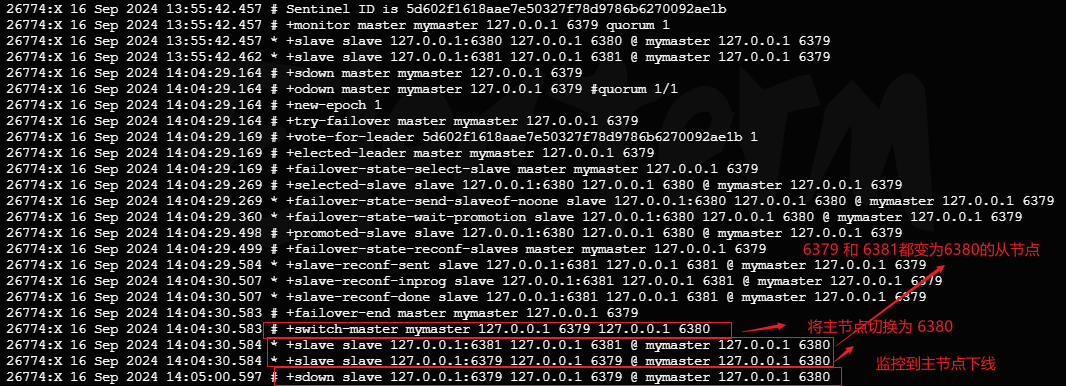 26774:X 16 Sep 2024 13:55:42.457 # Sentinel ID is 5d602f1618aae7e50327f78d9786b6270092ae1b
26774:X 16 Sep 2024 13:55:42.457 # +monitor master mymaster 127.0.0.1 6379 quorum 1
26774:X 16 Sep 2024 13:55:42.457 * +slave slave 127.0.0.1:6380 127.0.0.1 6380 @ mymaster 127.0.0.1 6379
26774:X 16 Sep 2024 13:55:42.462 * +slave slave 127.0.0.1:6381 127.0.0.1 6381 @ mymaster 127.0.0.1 6379
26774:X 16 Sep 2024 14:04:29.164 # +sdown master mymaster 127.0.0.1 6379
26774:X 16 Sep 2024 14:04:29.164 # +odown master mymaster 127.0.0.1 6379 #quorum 1/1
26774:X 16 Sep 2024 14:04:29.164 # +new-epoch 1
26774:X 16 Sep 2024 14:04:29.164 # +try-failover master mymaster 127.0.0.1 6379
26774:X 16 Sep 2024 14:04:29.169 # +vote-for-leader 5d602f1618aae7e50327f78d9786b6270092ae1b 1
26774:X 16 Sep 2024 14:04:29.169 # +elected-leader master mymaster 127.0.0.1 6379
26774:X 16 Sep 2024 14:04:29.169 # +failover-state-select-slave master mymaster 127.0.0.1 6379
26774:X 16 Sep 2024 14:04:29.269 # +selected-slave slave 127.0.0.1:6380 127.0.0.1 6380 @ mymaster 127.0.0.1 6379
26774:X 16 Sep 2024 14:04:29.269 * +failover-state-send-slaveof-noone slave 127.0.0.1:6380 127.0.0.1 6380 @ mymaster 127.0.0.1 6379
26774:X 16 Sep 2024 14:04:29.360 * +failover-state-wait-promotion slave 127.0.0.1:6380 127.0.0.1 6380 @ mymaster 127.0.0.1 6379
26774:X 16 Sep 2024 14:04:29.498 # +promoted-slave slave 127.0.0.1:6380 127.0.0.1 6380 @ mymaster 127.0.0.1 6379
26774:X 16 Sep 2024 14:04:29.499 # +failover-state-reconf-slaves master mymaster 127.0.0.1 6379
6379 和 6381都变为6380的从节点
26774:X 16 Sep 2024 14:04:29.584 * +slave-reconf-sent slave 127.0.0.1:6381 127.0.0.1 6381 @ mymaster 127.0.0.1 6379
26774:X 16 Sep 2024 14:04:30.507 * +slave-reconf-inprog slave 127.0.0.1:6381 127.0.0.1 6381 @ mymaster 127.0.0.1 6379
26774:X 16 Sep 2024 14:04:30.507 * +slave-reconf-done slave 127.0.0.1:6381 127.0.0.1 6381 @ mymaster 127.0.0.1 6379
26774:X 16 Sep 2024 14:04:30.583 # +failover-end master mymaster 127.0.0.1 6379
26774:X 16 Sep 2024 14:04:30.583 # +switch-master mymaster 127.0.0.1 6379 127.0.0.1 6380
将主节点切换为 6380
26774:X 16 Sep 2024 14:04:30.584 * +slave slave 127.0.0.1:6381 127.0.0.1 6381 @ mymaster 127.0.0.1 6380
26774:X 16 Sep 2024 14:04:30.584 * +slave slave 127.0.0.1:6379 127.0.0.1 6379 @ mymaster 127.0.0.1 6380
监控到主节点下线
26774:X 16 Sep 2024 14:05:00.597 # +sdown slave 127.0.0.1:6379 127.0.0.1 6379 @ mymaster 127.0.0.1 6380